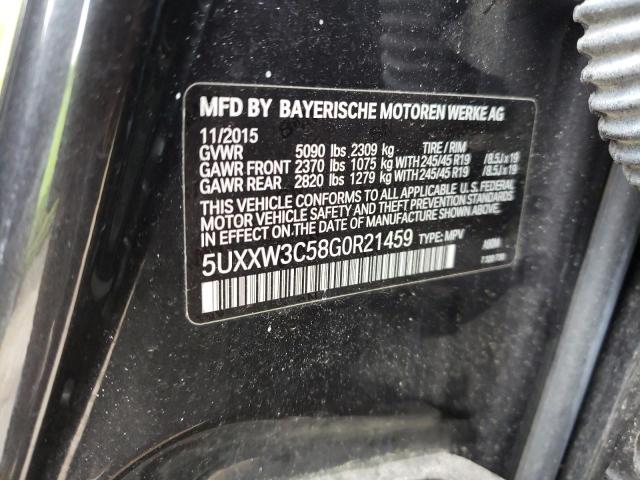 MFD BY BAYERISCHE MOTOREN WERKE AG
11/2015
GVWR 5090 lbs 2309 kg TIRE / RIM
GAWR FRONT 2370 lbs 1075 kg WITH 245/45 R19 /8.5J x 19
GAWR REAR 2820 lbs 1279 kg WITH 245/45 R19 /8.5J x 19
THIS VEHICLE CONFORMS TO ALL APPLICABLE U.S. FEDERAL
MOTOR VEHICLE SAFETY AND THEFT PREVENTION STANDARDS
IN EFFECT ON THE DATE OF MANUFACTURE SHOWN ABOVE.
5UXXW3C58G0R21459 TYPE: MPV